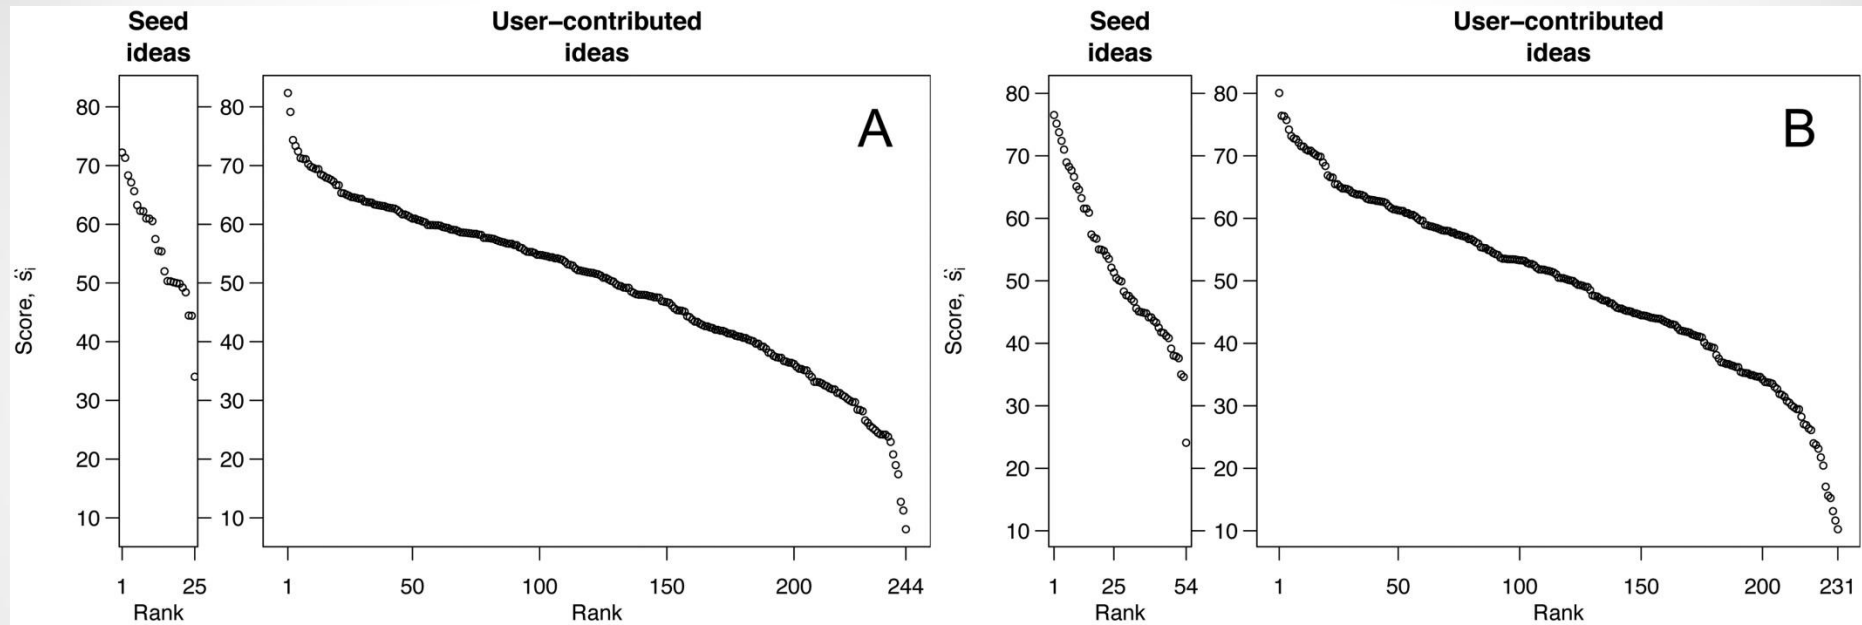 Seed
ideas
User–contributed
ideas
A
Score, ŝi
80
70
60
50
40
30
20
10
80
70
60
50
40
30
20
10
1 25
Rank
1 50 100 150 200 244
Rank
Seed
ideas
User–contributed
ideas
B
Score, ŝi
80
70
60
50
40
30
20
10
80
70
60
50
40
30
20
10
1 25 54
Rank
1 50 100 150 200 231
Rank